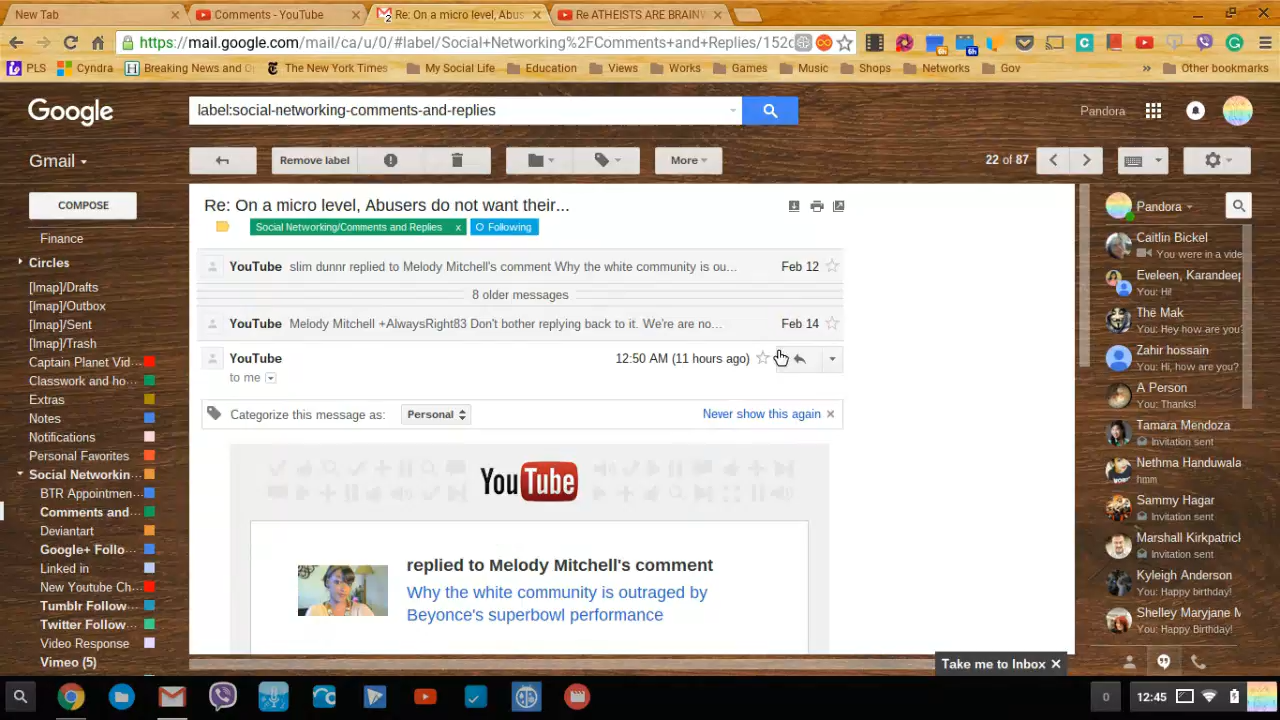 New Tab
Comments - YouTube
Re: On a micro level, Abus
Re ATHEISTS ARE BRAINW
https://mail.google.com/mail/ca/u/0/#label/Social+Networking%2FComments+and+Replies/152c
PLS
Cyndra
Breaking News and O
The New York Times
My Social Life
Education
Views
Works
Games
Music
Shops
Networks
Gov
Other bookmarks
Google
label:social-networking-comments-and-replies
Pandora
Gmail
Remove label
More
22 of 87
COMPOSE
Finance
Circles
[Imap]/Drafts
[Imap]/Outbox
[Imap]/Sent
[Imap]/Trash
Captain Planet Vid...
Classwork and ho...
Extras
Notes
Notifications
Personal Favorites
Social Networkin...
BTR Appointmen...
Comments and...
Deviantart
Google+ Follo...
Linked in
New Youtube Ch...
Tumblr Follow...
Twitter Follow...
Video Response
Vimeo (5)
Re: On a micro level, Abusers do not want their...
Social Networking/Comments and Replies x
Following
YouTube slim dunnr replied to Melody Mitchell's comment Why the white community is ou... Feb 12
8 older messages
YouTube Melody Mitchell +AlwaysRight83 Don't bother replying back to it. We're are no... Feb 14
YouTube 12:50 AM (11 hours ago)
to me
Categorize this message as: Personal Never show this again ×
YouTube
replied to Melody Mitchell's comment
Why the white community is outraged by
Beyonce's superbowl performance
Take me to Inbox ×
Pandora
Caitlin Bickel
You were in a vide
Eveleen, Karandeep
You: Hi!
The Mak
You: Hey how are you?
Zahir hossain
You: Hi, how are you?
A Person
You: Thanks!
Tamara Mendoza
Invitation sent
Nethma Handuwala
hmm
Sammy Hagar
Invitation sent
Marshall Kirkpatrick
Invitation sent
Kyleigh Anderson
You: Happy birthday!
Shelley Maryjane M
You: Happy Birthday!
0
12:45